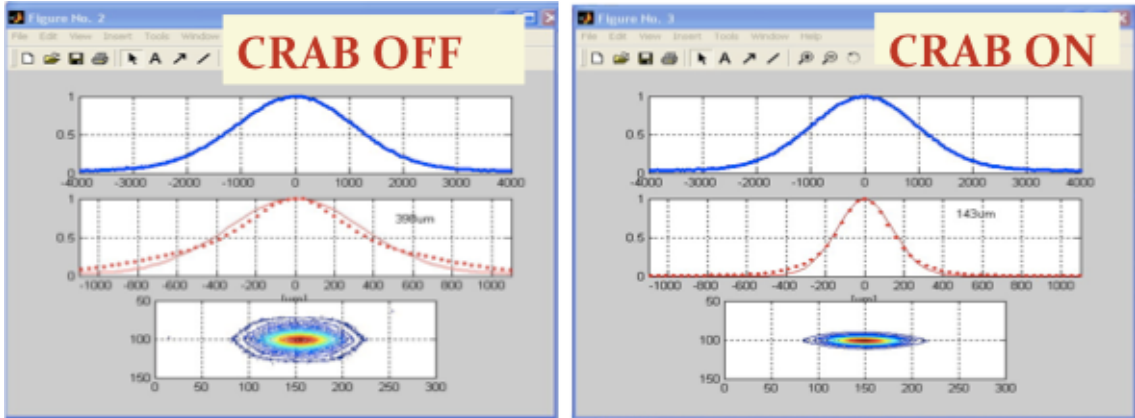 Figure No. 2
File Edit View Insert Tools Window
CRAB OFF
1
0.5
0
-4000 -3000 -2000 -1000 0 1000 2000 3000 4000
1
398um
0.5
0
-1000 -800 -600 -400 -200 0 200 400 600 800 1000
[um]
50
100
150
0 50 100 150 200 250 300
Figure No. 3
File Edit View Insert Tools Window Help
CRAB ON
1
0.5
0
-4000 -3000 -2000 -1000 0 1000 2000 3000 4000
1
143um
0.5
0
-1000 -800 -600 -400 -200 0 200 400 600 800 1000
[um]
50
100
150
0 50 100 150 200 250 300